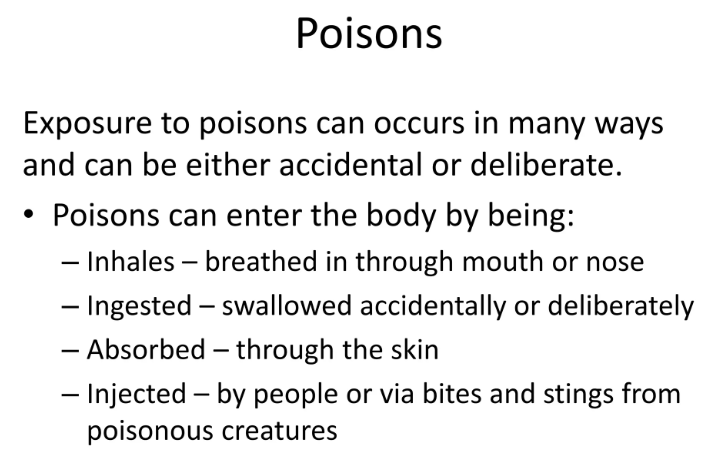 Poisons
Exposure to poisons can occurs in many ways
and can be either accidental or deliberate.
• Poisons can enter the body by being:
– Inhales – breathed in through mouth or nose
– Ingested – swallowed accidentally or deliberately
– Absorbed – through the skin
– Injected – by people or via bites and stings from
poisonous creatures